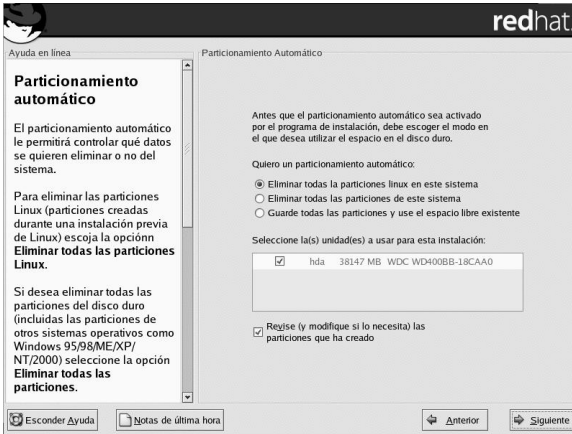 redhat.
Ayuda en línea
Particionamiento
automático
El particionamiento automático
le permitirá controlar qué datos
se quieren eliminar o no del
sistema.
Para eliminar las particiones
Linux (particiones creadas
durante una instalación previa
de Linux) escoja la opciónn
Eliminar todas las particiones
Linux.
Si desea eliminar todas las
particiones del disco duro
(incluidas las particiones de
otros sistemas operativos como
Windows 95/98/ME/XP/
NT/2000) seleccione la opción
Eliminar todas las
particiones.
Particionamiento Automático
Antes que el particionamiento automático sea activado
por el programa de instalación, debe escoger el modo en
el que desea utilizar el espacio en el disco duro.
Quiero un particionamiento automático:
Eliminar todas la particiones linux en este sistema
Eliminar todas las particiones de este sistema
Guarde todas las particiones y use el espacio libre existente
Seleccione la(s) unidad(es) a usar para esta instalación:
hda 38147 MB WDC WD400BB-18CAA0
Revise (y modifique si lo necesita) las
particiones que ha creado
Esconder Ayuda
Notas de última hora
Anterior
Siguiente